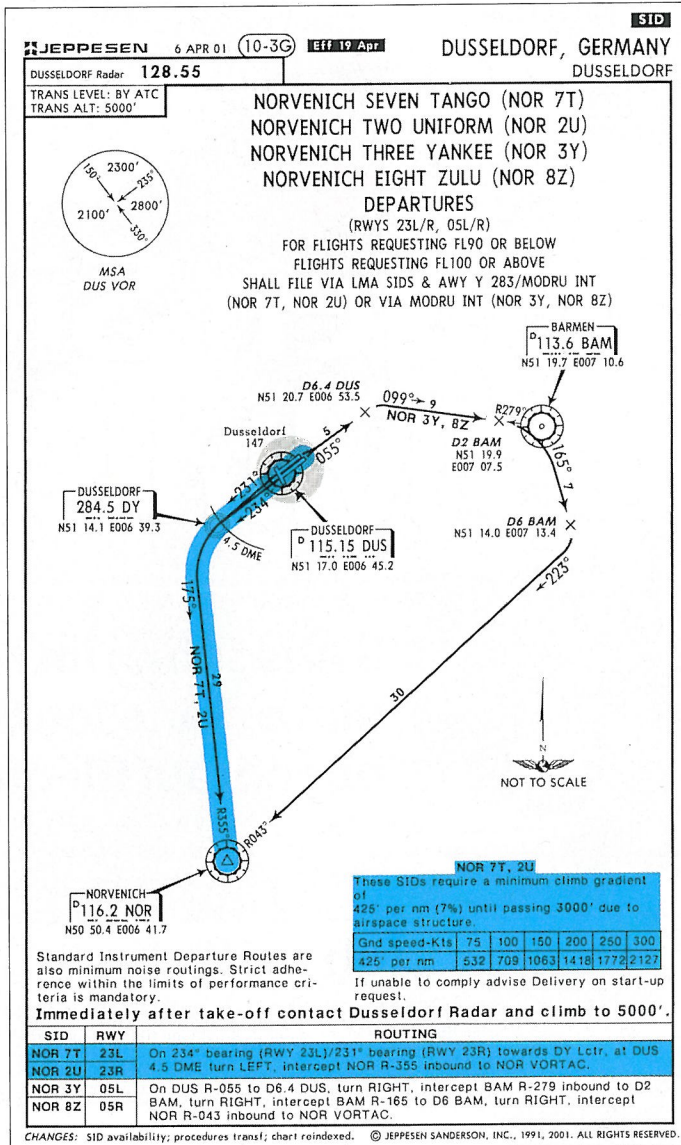 SID
JEPPESEN 6 APR 01 10-3G Eff 19 Apr DUSSELDORF, GERMANY
DUSSELDORF Radar 128.55 DUSSELDORF
TRANS LEVEL: BY ATC
TRANS ALT: 5000'
NORVENICH SEVEN TANGO (NOR 7T)
NORVENICH TWO UNIFORM (NOR 2U)
NORVENICH THREE YANKEE (NOR 3Y)
NORVENICH EIGHT ZULU (NOR 8Z)
DEPARTURES
(RWYS 23L/R, 05L/R)
FOR FLIGHTS REQUESTING FL90 OR BELOW
FLIGHTS REQUESTING FL100 OR ABOVE
SHALL FILE VIA LMA SIDS & AWY Y 283/MODRU INT
(NOR 7T, NOR 2U) OR VIA MODRU INT (NOR 3Y, NOR 8Z)
150° 2300' 235°
2100' 2800'
330°
MSA
DUS VOR
BARMEN
D 113.6 BAM
N51 19.7 E007 10.6
D6.4 DUS
N51 20.7 E006 53.5
099° 9
NOR 3Y, 8Z
R279°
D2 BAM
N51 19.9
E007 07.5
165° 7
D6 BAM
N51 14.0 E007 13.4
Dusseldorf
147
5
055°
231°
234°
DUSSELDORF
284.5 DY
N51 14.1 E006 39.3
4.5 DME
DUSSELDORF
D 115.15 DUS
N51 17.0 E006 45.2
223°
30
175°
29
NOR 7T, 2U
R355°
R043°
N
NOT TO SCALE
NORVENICH
D 116.2 NOR
N50 50.4 E006 41.7
NOR 7T, 2U
These SIDs require a minimum climb gradient
of
425' per nm (7%) until passing 3000' due to
airspace structure.
Gnd speed-Kts 75 100 150 200 250 300
425' per nm 532 709 1063 1418 1772 2127
If unable to comply advise Delivery on start-up
request.
Standard Instrument Departure Routes are
also minimum noise routings. Strict adhe-
rence within the limits of performance cri-
teria is mandatory.
Immediately after take-off contact Dusseldorf Radar and climb to 5000'.
SID RWY ROUTING
NOR 7T 23L On 234° bearing (RWY 23L)/231° bearing (RWY 23R) towards DY Lctr, at DUS
NOR 2U 23R 4.5 DME turn LEFT, intercept NOR R-355 inbound to NOR VORTAC.
NOR 3Y 05L On DUS R-055 to D6.4 DUS, turn RIGHT, intercept BAM R-279 inbound to D2
NOR 8Z 05R BAM, turn RIGHT, intercept BAM R-165 to D6 BAM, turn RIGHT, intercept
NOR R-043 inbound to NOR VORTAC.
CHANGES: SID availability; procedures transf; chart reindexed. © JEPPESEN SANDERSON, INC., 1991, 2001. ALL RIGHTS RESERVED.